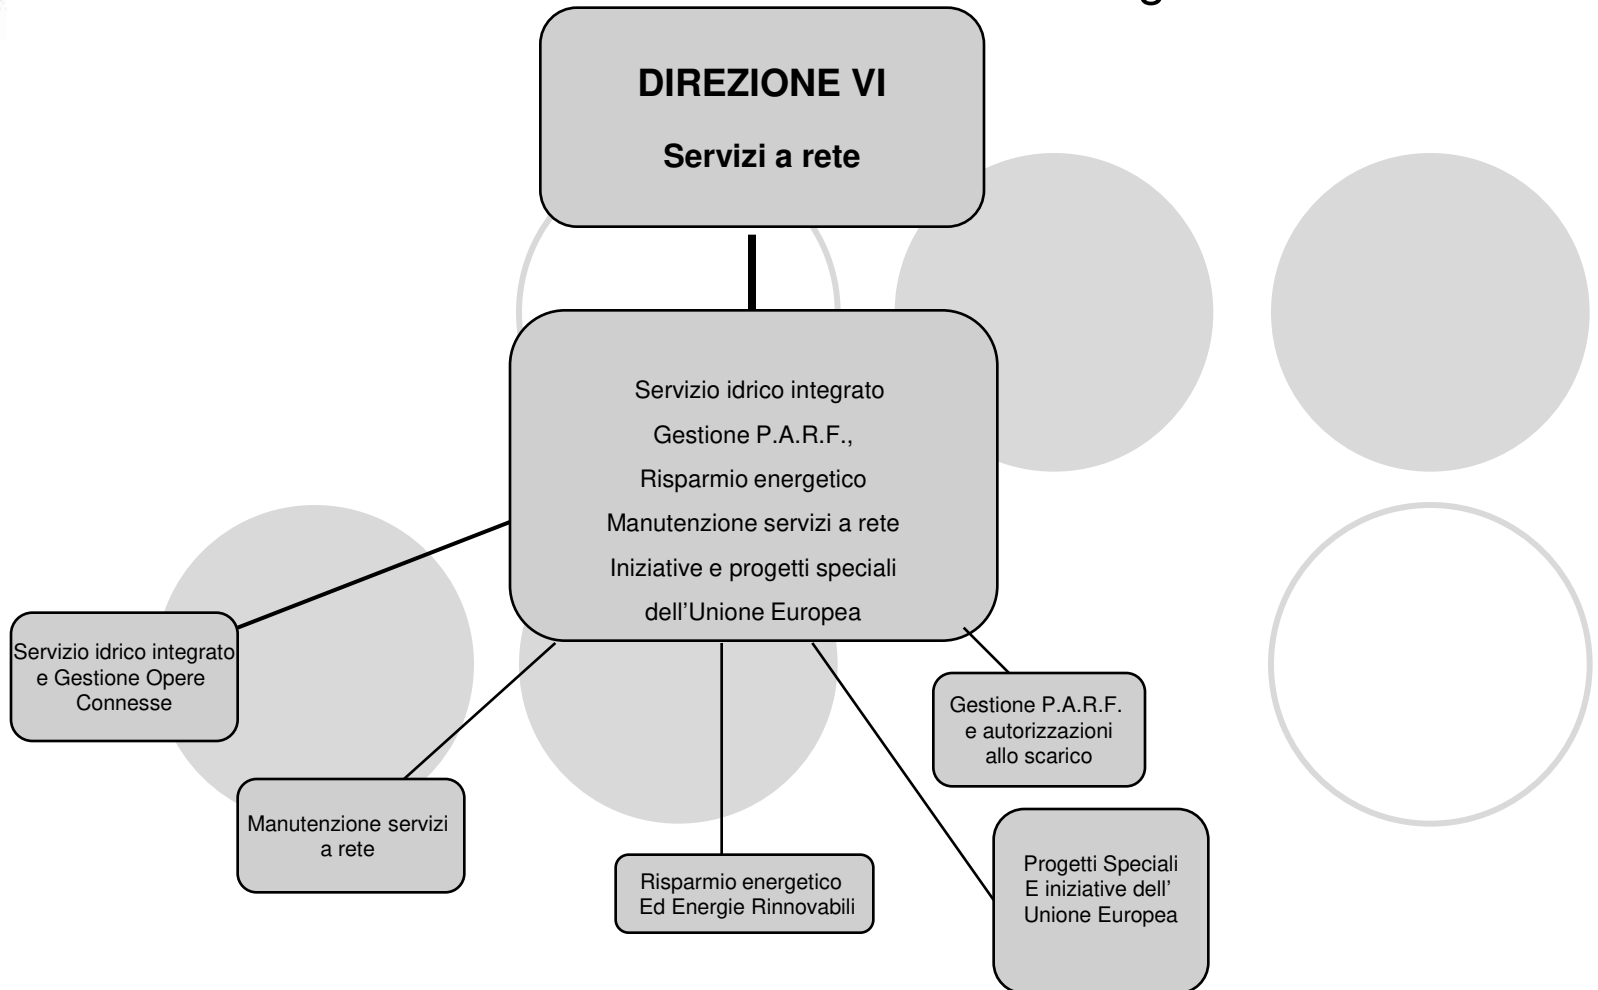 DIREZIONE VI
Servizi a rete
Servizio idrico integrato
Gestione P.A.R.F.,
Risparmio energetico
Manutenzione servizi a rete
Iniziative e progetti speciali
dell’Unione Europea
Servizio idrico integrato
e Gestione Opere
Connesse
Manutenzione servizi
a rete
Risparmio energetico
Ed Energie Rinnovabili
Gestione P.A.R.F.
e autorizzazioni
allo scarico
Progetti Speciali
E iniziative dell’
Unione Europea